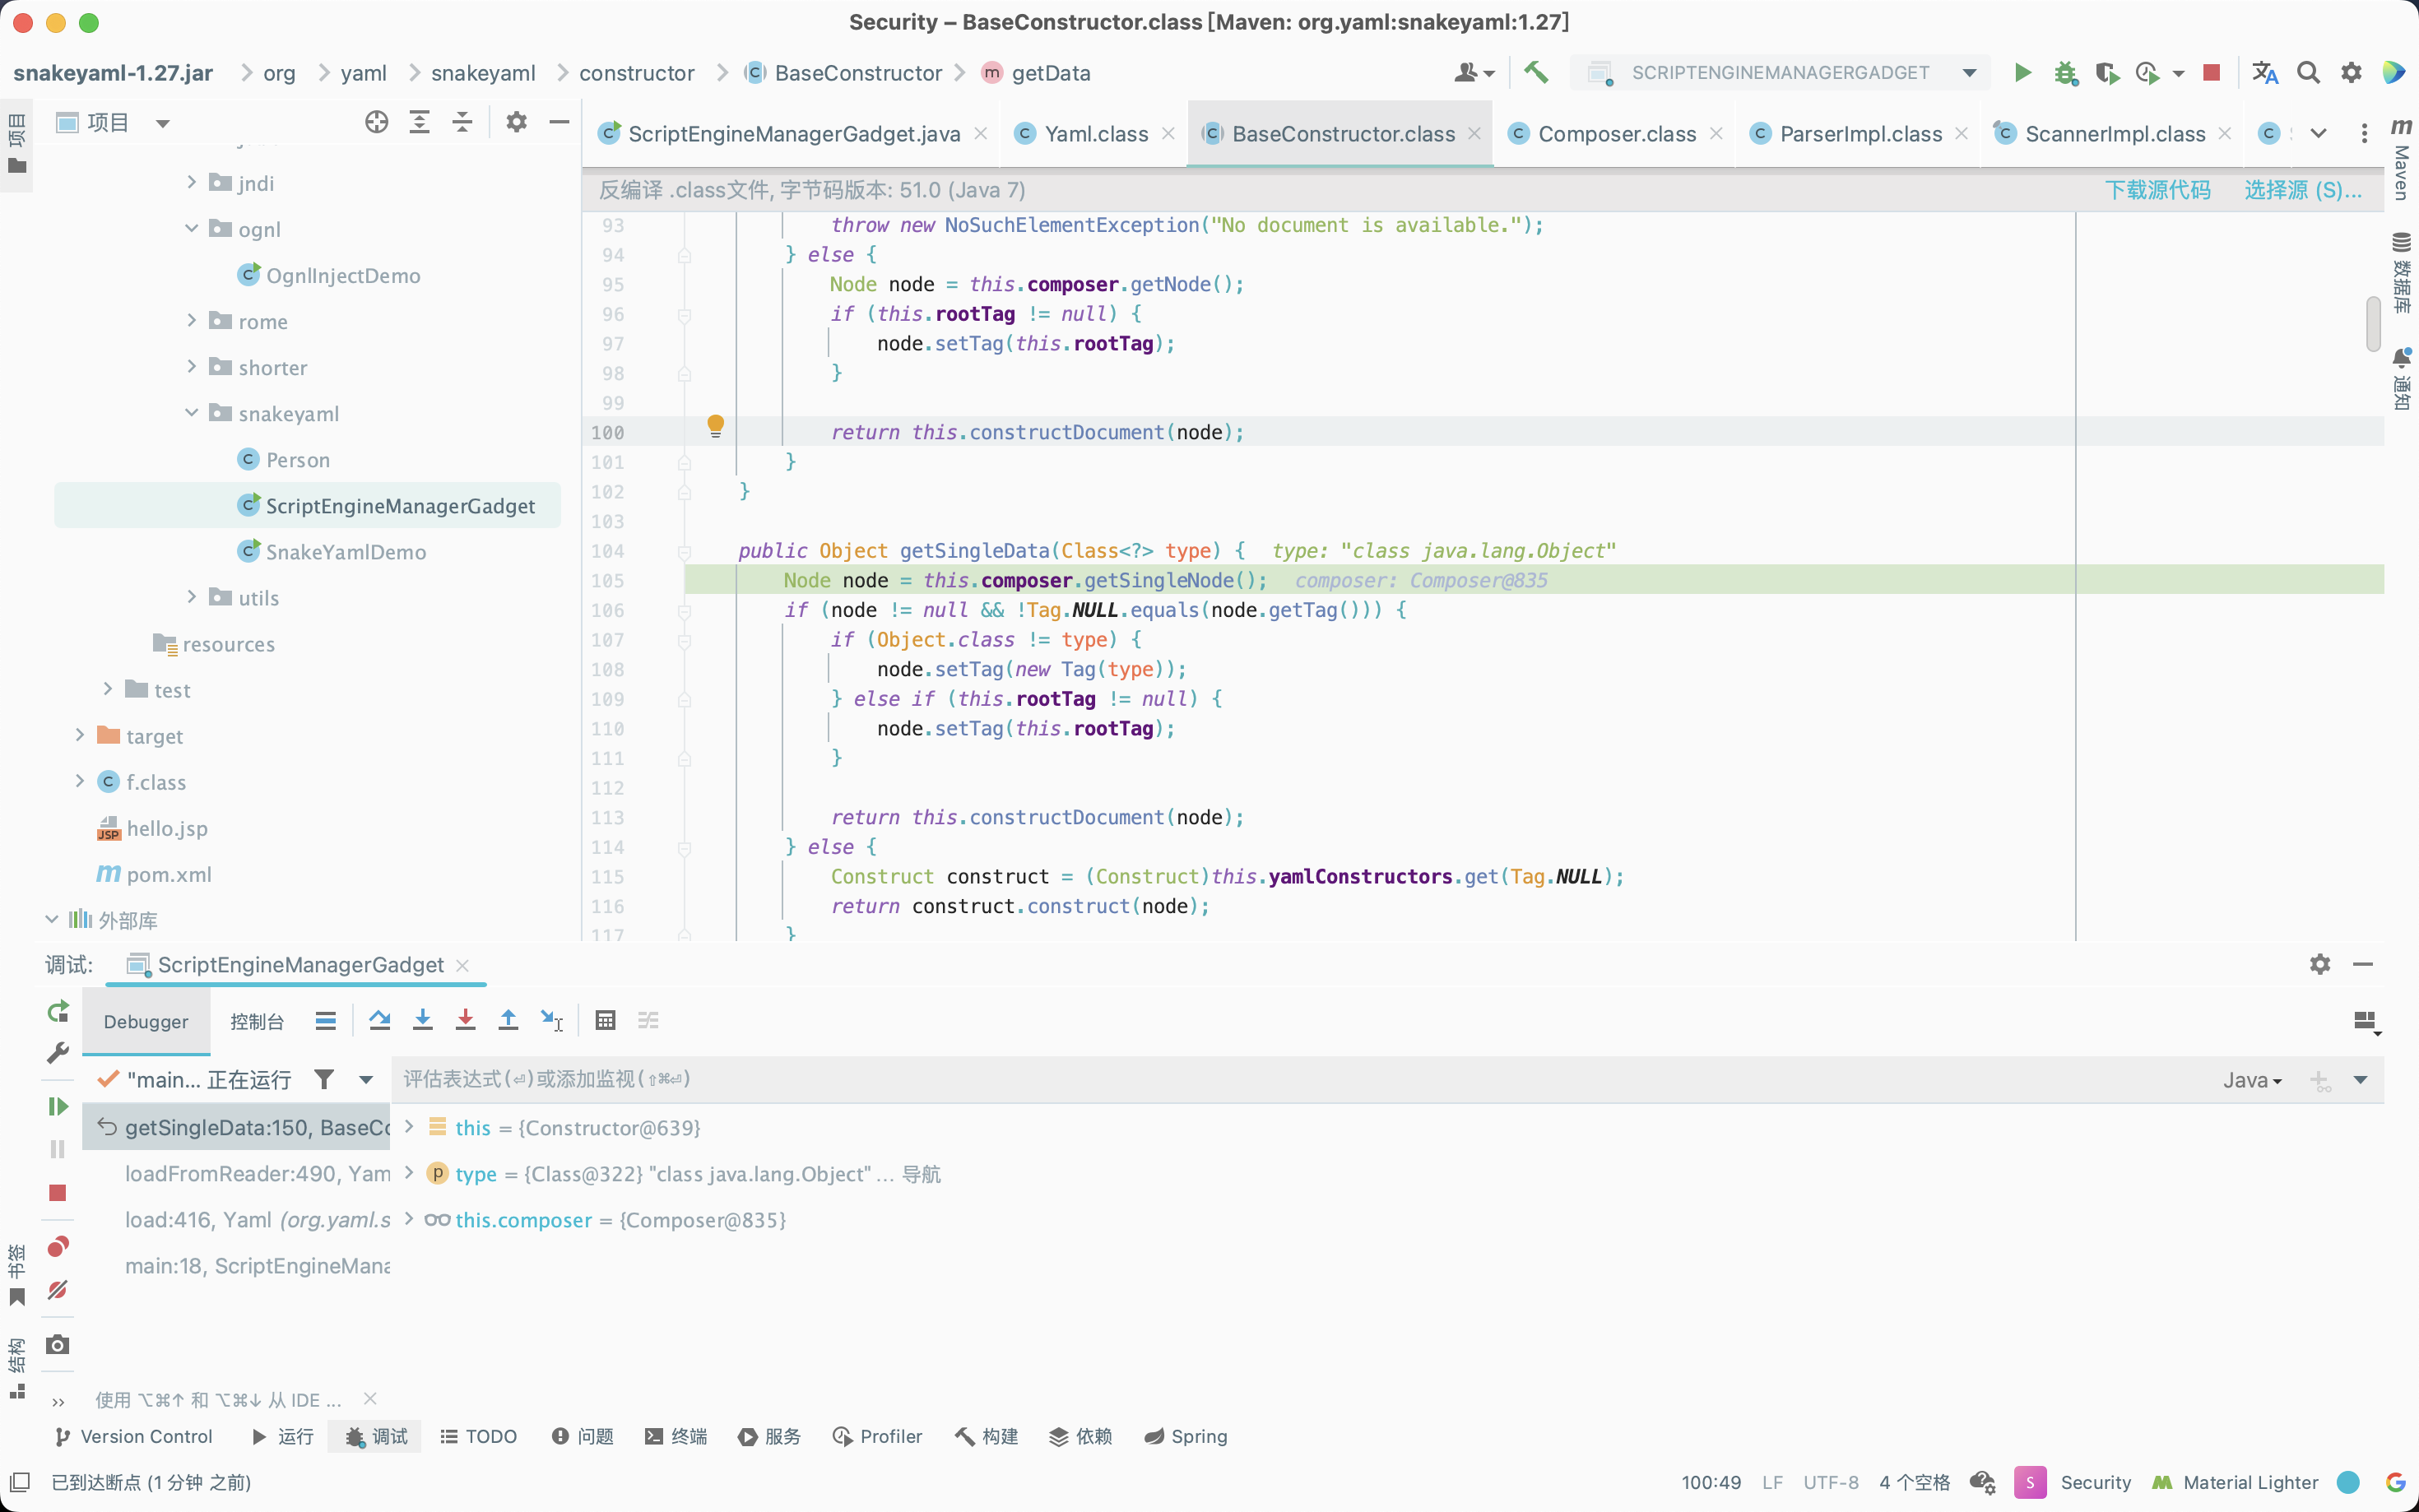 Security – BaseConstructor.class [Maven: org.yaml:snakeyaml:1.27]
snakeyaml-1.27.jar org yaml snakeyaml constructor BaseConstructor getData
SCRIPTENGINEMANAGERGADGET
项目
项目
ScriptEngineManagerGadget.java Yaml.class BaseConstructor.class Composer.class ParserImpl.class ScannerImpl.class
Maven
数据库
通知
反编译 .class文件, 字节码版本: 51.0 (Java 7) 下载源代码 选择源 (S)...
jndi
ognl
OgnlInjectDemo
rome
shorter
snakeyaml
Person
ScriptEngineManagerGadget
SnakeYamlDemo
utils
resources
test
target
f.class
hello.jsp
pom.xml
外部库
93 throw new NoSuchElementException("No document is available.");
94 } else {
95 Node node = this.composer.getNode();
96 if (this.rootTag != null) {
97 node.setTag(this.rootTag);
98 }
99
100 return this.constructDocument(node);
101 }
102 }
103
104 public Object getSingleData(Class<?> type) { type: "class java.lang.Object"
105 Node node = this.composer.getSingleNode(); composer: Composer@835
106 if (node != null && !Tag.NULL.equals(node.getTag())) {
107 if (Object.class != type) {
108 node.setTag(new Tag(type));
109 } else if (this.rootTag != null) {
110 node.setTag(this.rootTag);
111 }
112
113 return this.constructDocument(node);
114 } else {
115 Construct construct = (Construct)this.yamlConstructors.get(Tag.NULL);
116 return construct.construct(node);
117 }
调试: ScriptEngineManagerGadget
Debugger 控制台
"main... 正在运行 评估表达式(⏎)或添加监视(⇧⌘⏎) Java
getSingleData:150, BaseCo
loadFromReader:490, Yam
load:416, Yaml (org.yaml.s
main:18, ScriptEngineMana
this = {Constructor@639}
type = {Class@322} "class java.lang.Object" ... 导航
this.composer = {Composer@835}
书签
结构
使用 ⌥⌘↑ 和 ⌥⌘↓ 从 IDE ...
Version Control 运行 调试 TODO 问题 终端 服务 Profiler 构建 依赖 Spring
已到达断点 (1 分钟 之前) 100:49 LF UTF-8 4 个空格 S Security Material Lighter